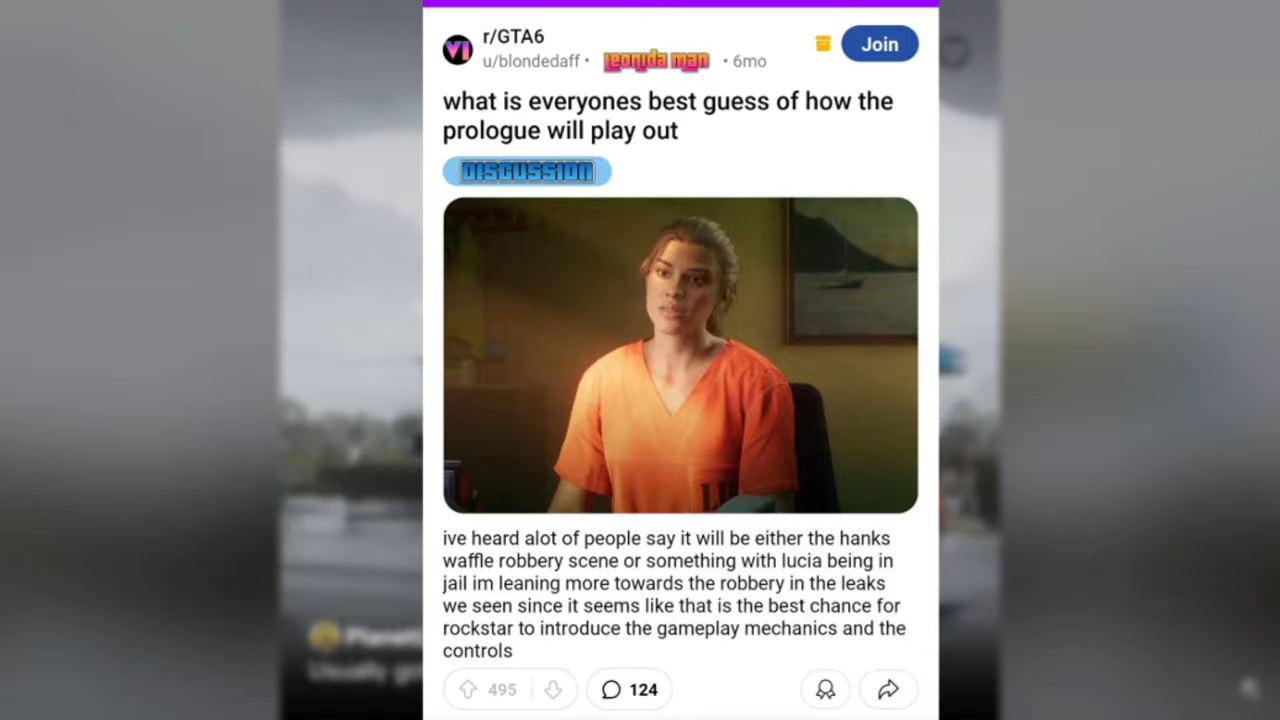 VI
r/GTA6
u/blondedaff • leonida man • 6mo
Join
what is everyones best guess of how the
prologue will play out
DISCUSSION
ive heard alot of people say it will be either the hanks
waffle robbery scene or something with lucia being in
jail im leaning more towards the robbery in the leaks
we seen since it seems like that is the best chance for
rockstar to introduce the gameplay mechanics and the
controls
495
124